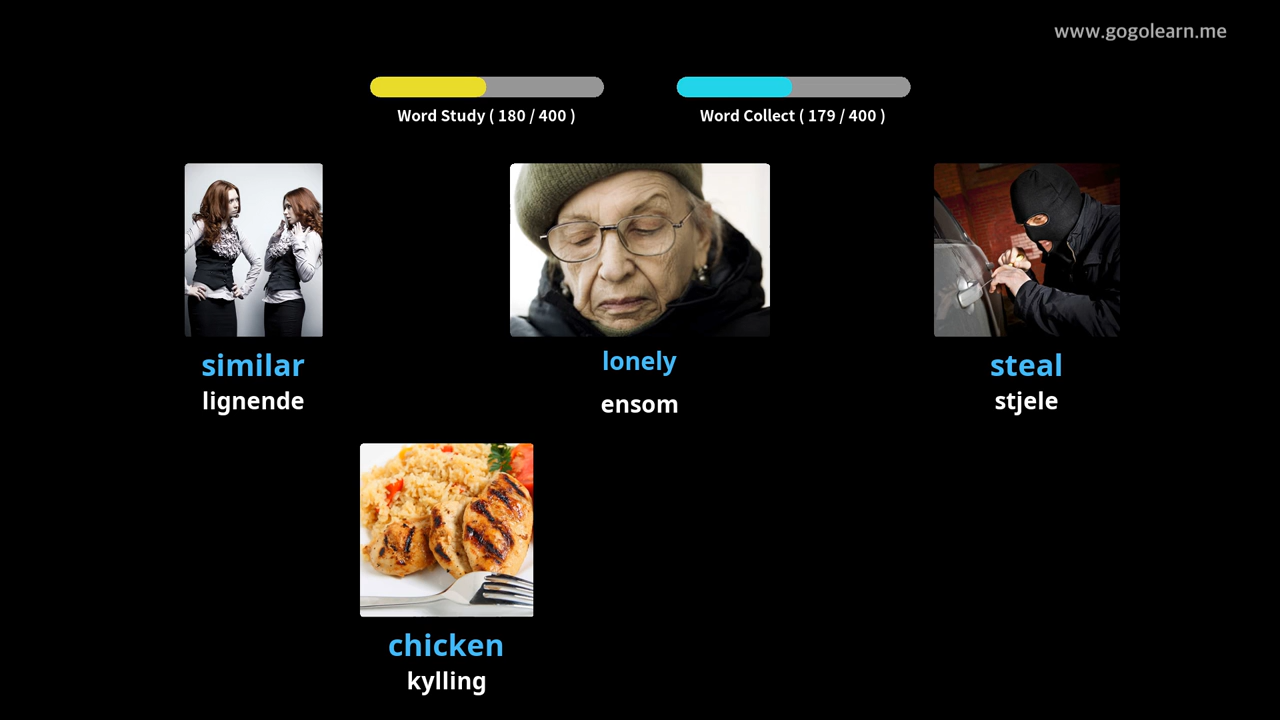 www.gogolearn.me
Word Study ( 180 / 400 )
Word Collect ( 179 / 400 )
similar
lignende
lonely
ensom
steal
stjele
chicken
kylling